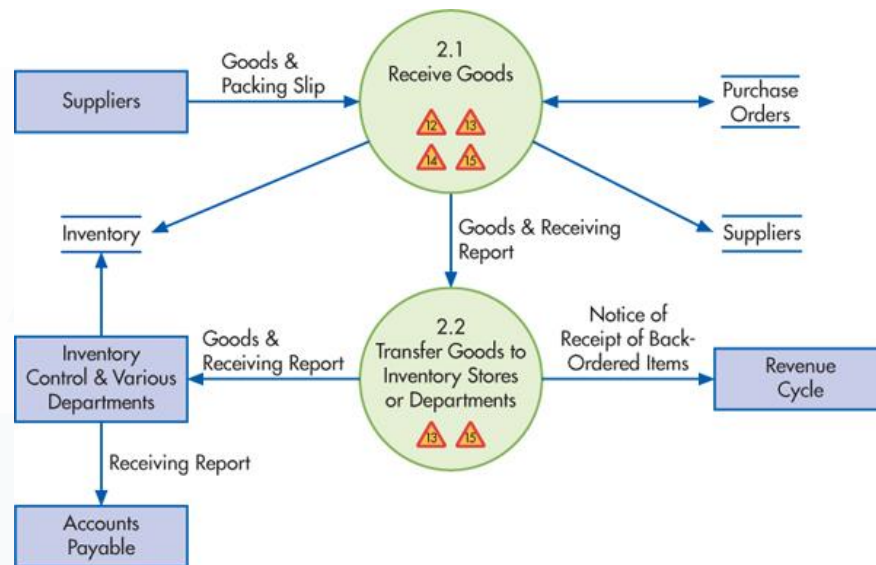 2.1
Receive Goods
12 13
14 15
Goods &
Packing Slip
Suppliers
Purchase
Orders
Inventory
Goods & Receiving
Report
Suppliers
2.2
Transfer Goods to
Inventory Stores
or Departments
13 15
Goods &
Receiving Report
Notice of
Receipt of Back-
Ordered Items
Inventory
Control & Various
Departments
Revenue
Cycle
Receiving Report
Accounts
Payable